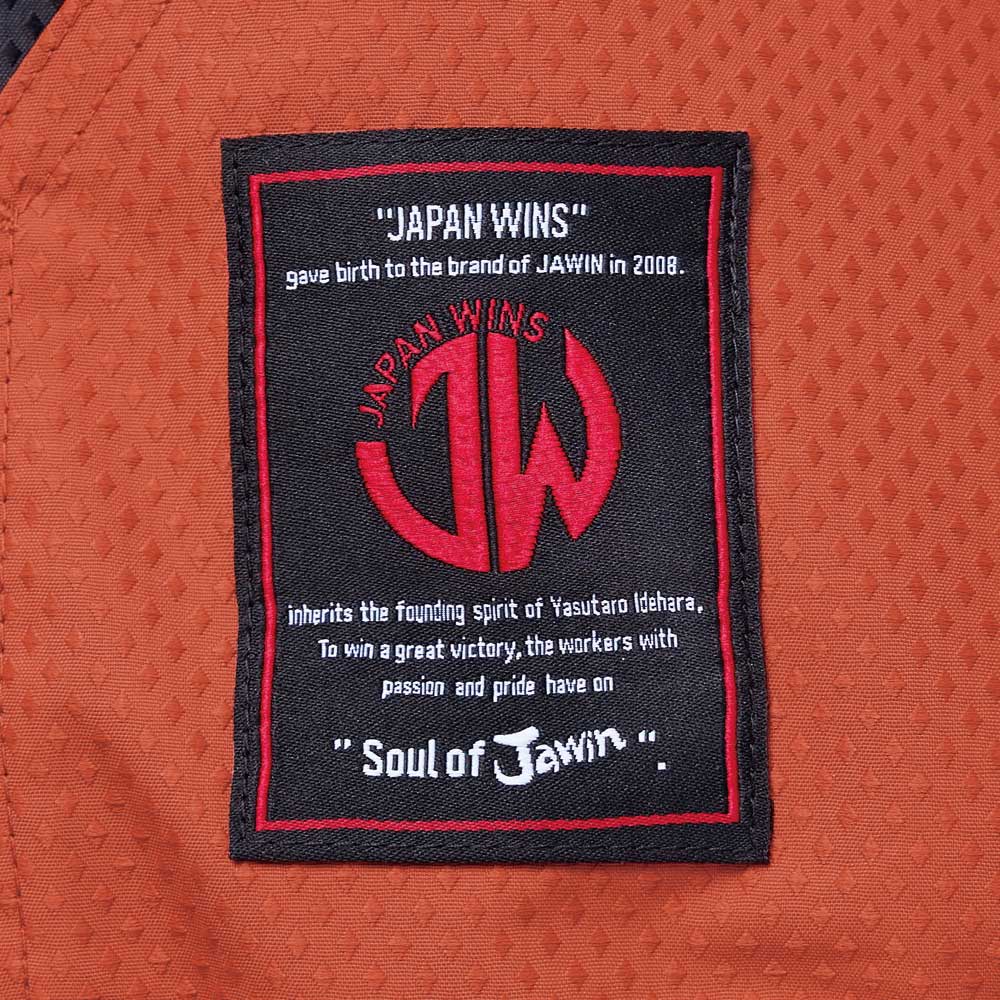 "JAPAN WINS"
gave birth to the brand of JAWIN in 2008.
JAPAN WINS
JW
inherits the founding spirit of Yasutaro Idehara.
To win a great victory, the workers with
passion and pride have on
" Soul of Jawin ".